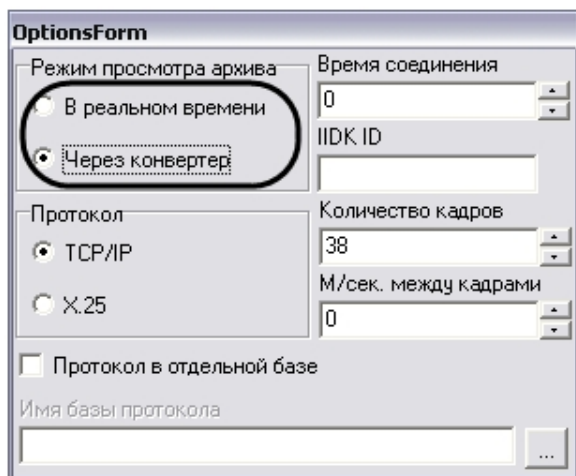 OptionsForm
Режим просмотра архива
В реальном времени
Через конвертер
Время соединения
0
IIDK ID
Протокол
TCP/IP
X.25
Количество кадров
38
М/сек. между кадрами
0
Протокол в отдельной базе
Имя базы протокола
...